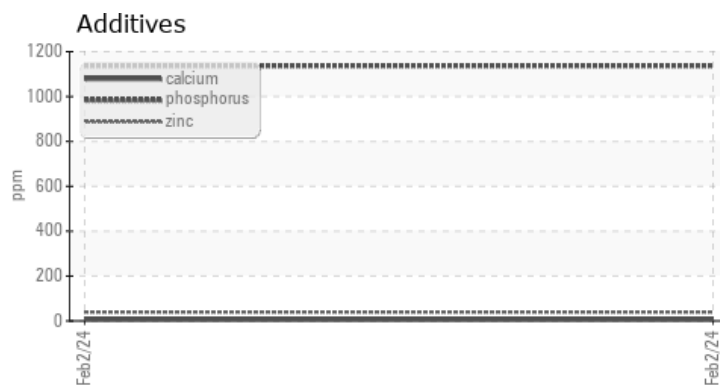 Additives
1200
1000
800
600
400
200
0
ppm
calcium
phosphorus
zinc
Feb2/24
Feb2/24